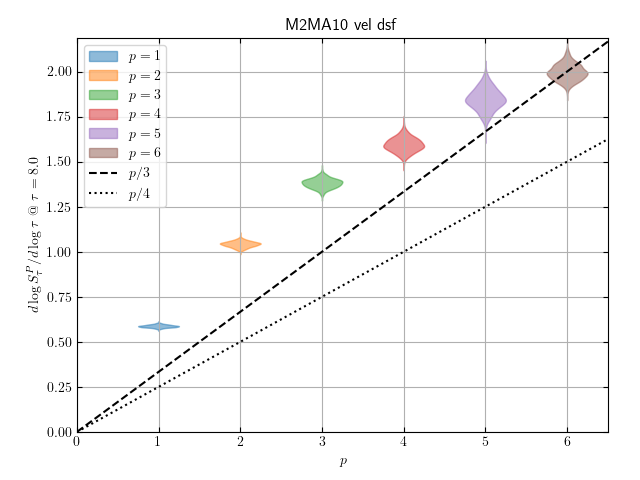 M2MA10 vel dsf
d log S_τ^P / d log τ @ τ = 8.0
2.00
1.75
1.50
1.25
1.00
0.75
0.50
0.25
0.00
p = 1
p = 2
p = 3
p = 4
p = 5
p = 6
p/3
p/4
0 1 2 3 4 5 6
p